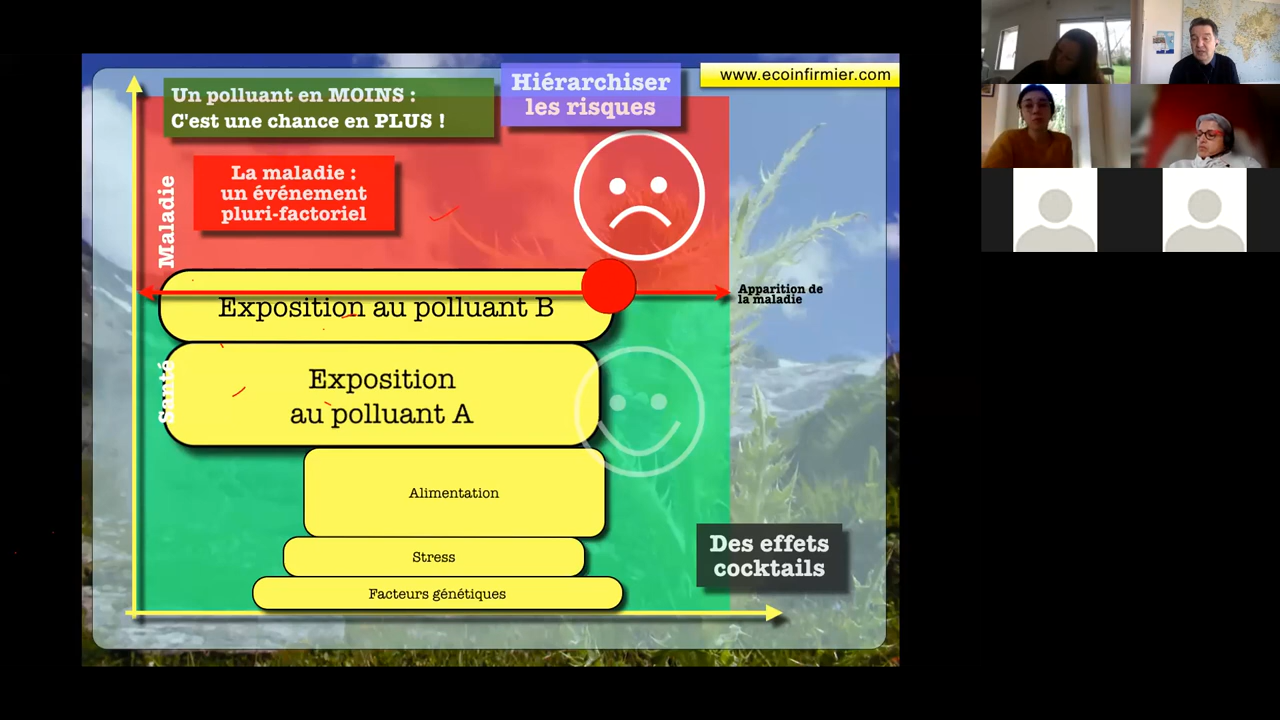 Un polluant en MOINS :
C'est une chance en PLUS !
Hiérarchiser
les risques
www.ecoinfirmier.com
La maladie :
un événement
pluri-factoriel
Maladie
Apparition de
la maladie
Exposition au polluant B
Santé
Exposition
au polluant A
Alimentation
Stress
Facteurs génétiques
Des effets
cocktails